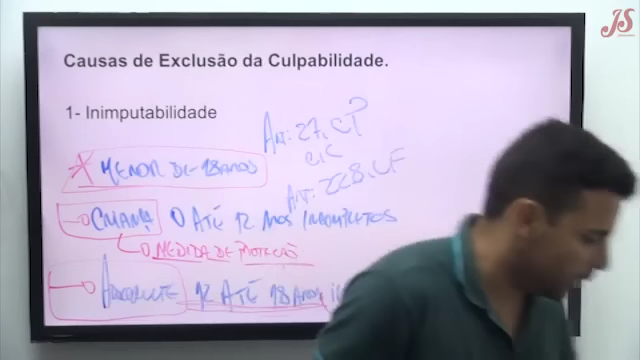 Causas de Exclusão da Culpabilidade.
1- Inimputabilidade
Art: 27, CP
C/C
Art: 228, CF
* MENOR DE 18 ANOS
CRIANÇA 0 ATÉ 12 ANOS INCOMPLETOS
MEDIDA DE PROTEÇÃO
ADOLESCENTE 12 ATÉ 18 ANOS
JS